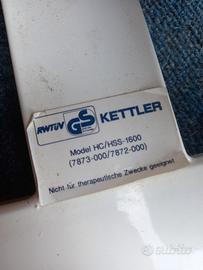 RWTÜV
GS
KETTLER
Model HC/HSS-1600
(7873-000/7872-000)
Nicht für therapeutische Zwecke geeignet
subito